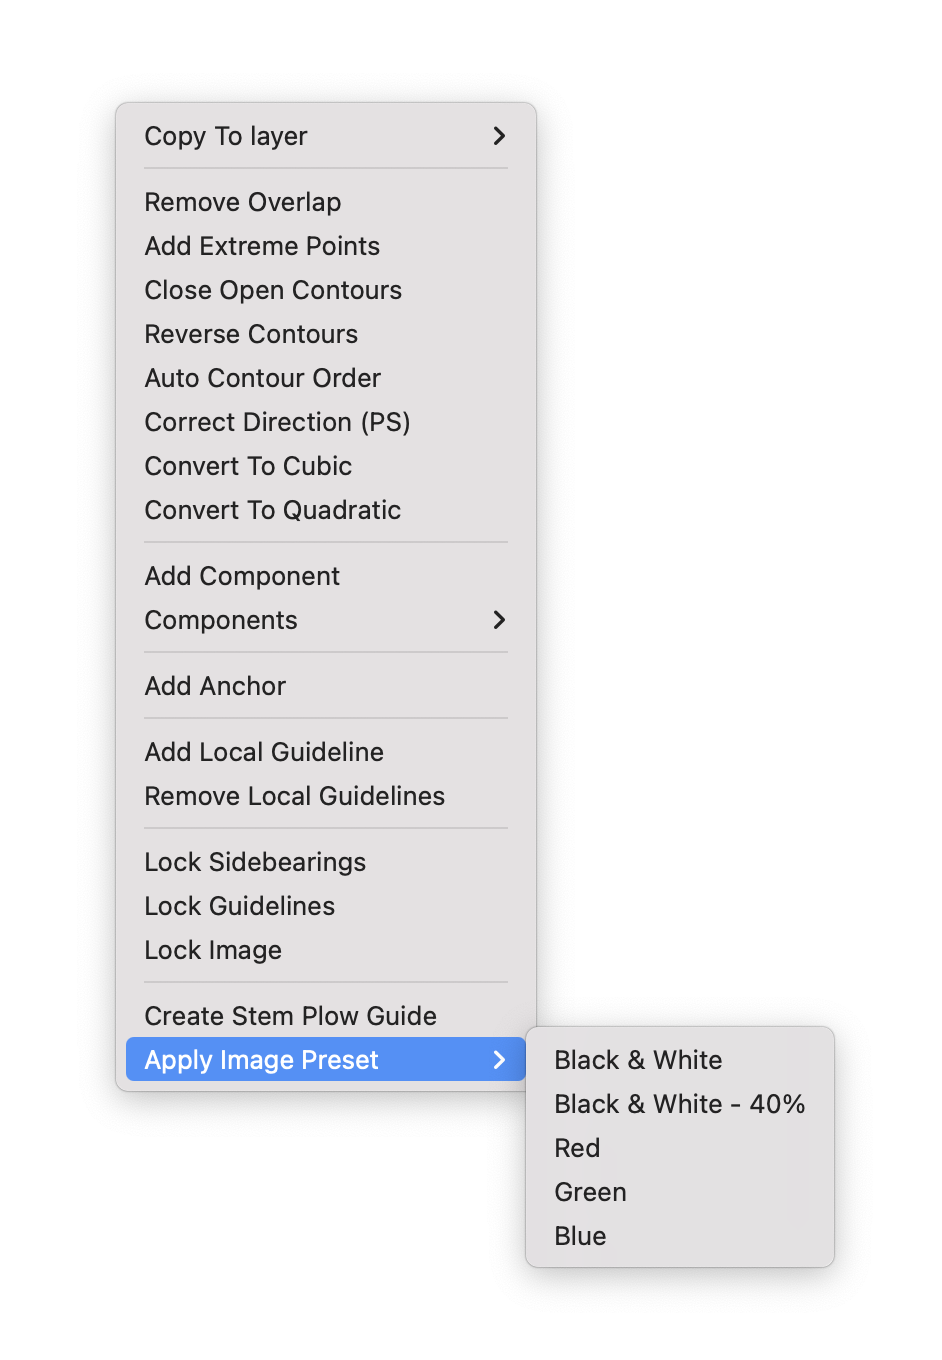 Copy To layer
Remove Overlap
Add Extreme Points
Close Open Contours
Reverse Contours
Auto Contour Order
Correct Direction (PS)
Convert To Cubic
Convert To Quadratic
Add Component
Components
Add Anchor
Add Local Guideline
Remove Local Guidelines
Lock Sidebearings
Lock Guidelines
Lock Image
Create Stem Plow Guide
Apply Image Preset
Black & White
Black & White - 40%
Red
Green
Blue